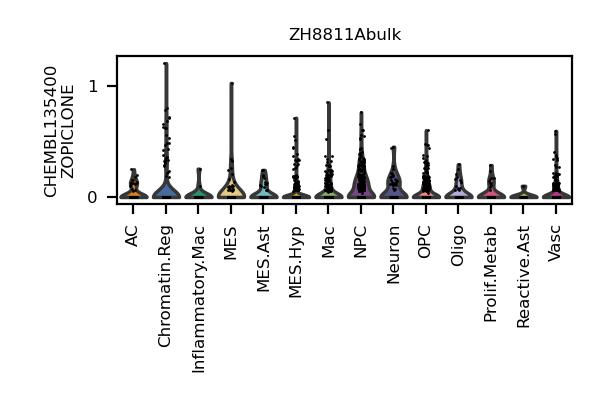 ZH8811Abulk
CHEMBL135400
ZOPICLONE
1
0
AC
Chromatin.Reg
Inflammatory.Mac
MES
MES.Ast
MES.Hyp
Mac
NPC
Neuron
OPC
Oligo
Prolif.Metab
Reactive.Ast
Vasc